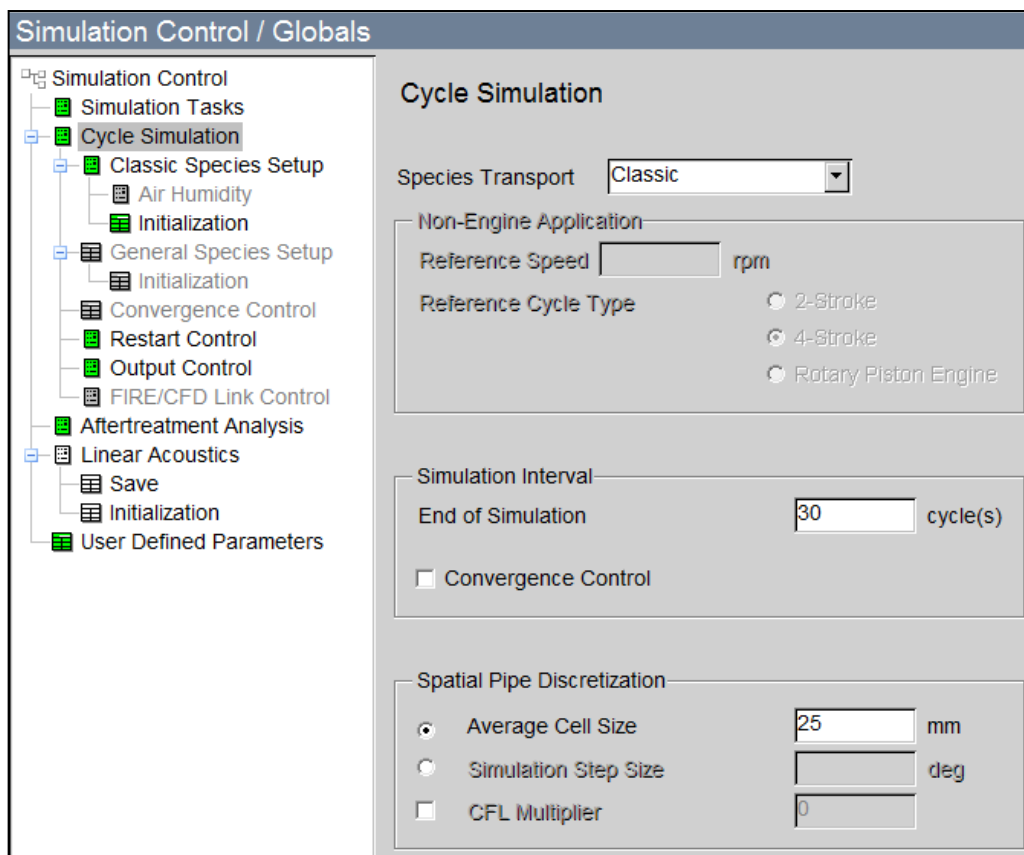 Simulation Control / Globals
Simulation Control
Simulation Tasks
Cycle Simulation
Classic Species Setup
Air Humidity
Initialization
General Species Setup
Initialization
Convergence Control
Restart Control
Output Control
FIRE/CFD Link Control
Aftertreatment Analysis
Linear Acoustics
Save
Initialization
User Defined Parameters
Cycle Simulation
Species Transport Classic
Non-Engine Application
Reference Speed rpm
Reference Cycle Type 2-Stroke
4-Stroke
Rotary Piston Engine
Simulation Interval
End of Simulation 30 cycle(s)
Convergence Control
Spatial Pipe Discretization
Average Cell Size 25 mm
Simulation Step Size deg
CFL Multiplier 0